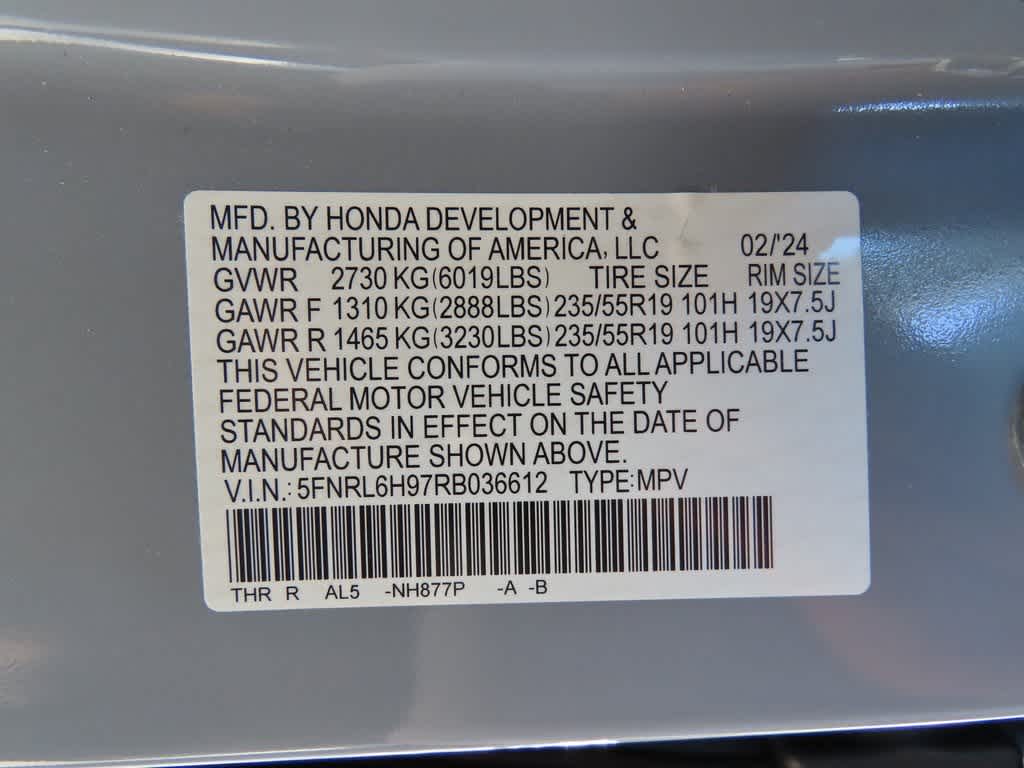 MFD. BY HONDA DEVELOPMENT &
MANUFACTURING OF AMERICA, LLC 02/'24
GVWR 2730 KG(6019LBS) TIRE SIZE RIM SIZE
GAWR F 1310 KG(2888LBS) 235/55R19 101H 19X7.5J
GAWR R 1465 KG(3230LBS) 235/55R19 101H 19X7.5J
THIS VEHICLE CONFORMS TO ALL APPLICABLE
FEDERAL MOTOR VEHICLE SAFETY
STANDARDS IN EFFECT ON THE DATE OF
MANUFACTURE SHOWN ABOVE.
V.I.N.: 5FNRL6H97RB036612 TYPE: MPV
THR R AL5 -NH877P -A -B